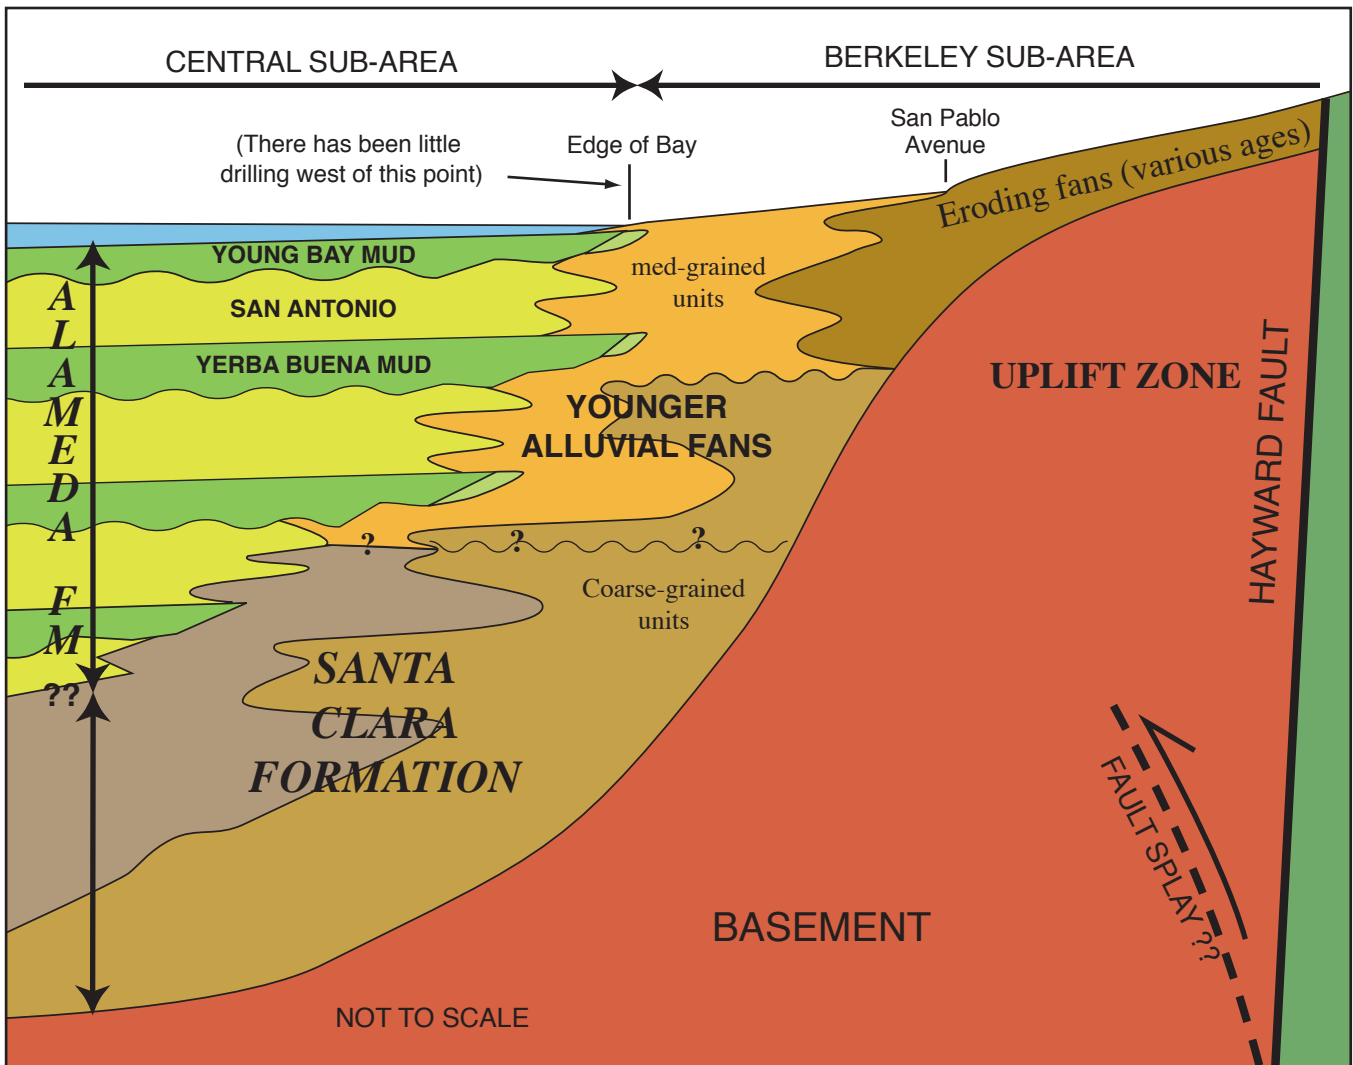 CENTRAL SUB-AREA
BERKELEY SUB-AREA
(There has been little
drilling west of this point)
Edge of Bay
San Pablo
Avenue
Eroding fans (various ages)
YOUNG BAY MUD
med-grained
units
SAN ANTONIO
YERBA BUENA MUD
ALAMEDA FM
??
YOUNGER
ALLUVIAL FANS
UPLIFT ZONE
HAYWARD FAULT
?
?
?
Coarse-grained
units
SANTA
CLARA
FORMATION
FAULT SPLAY ??
BASEMENT
NOT TO SCALE